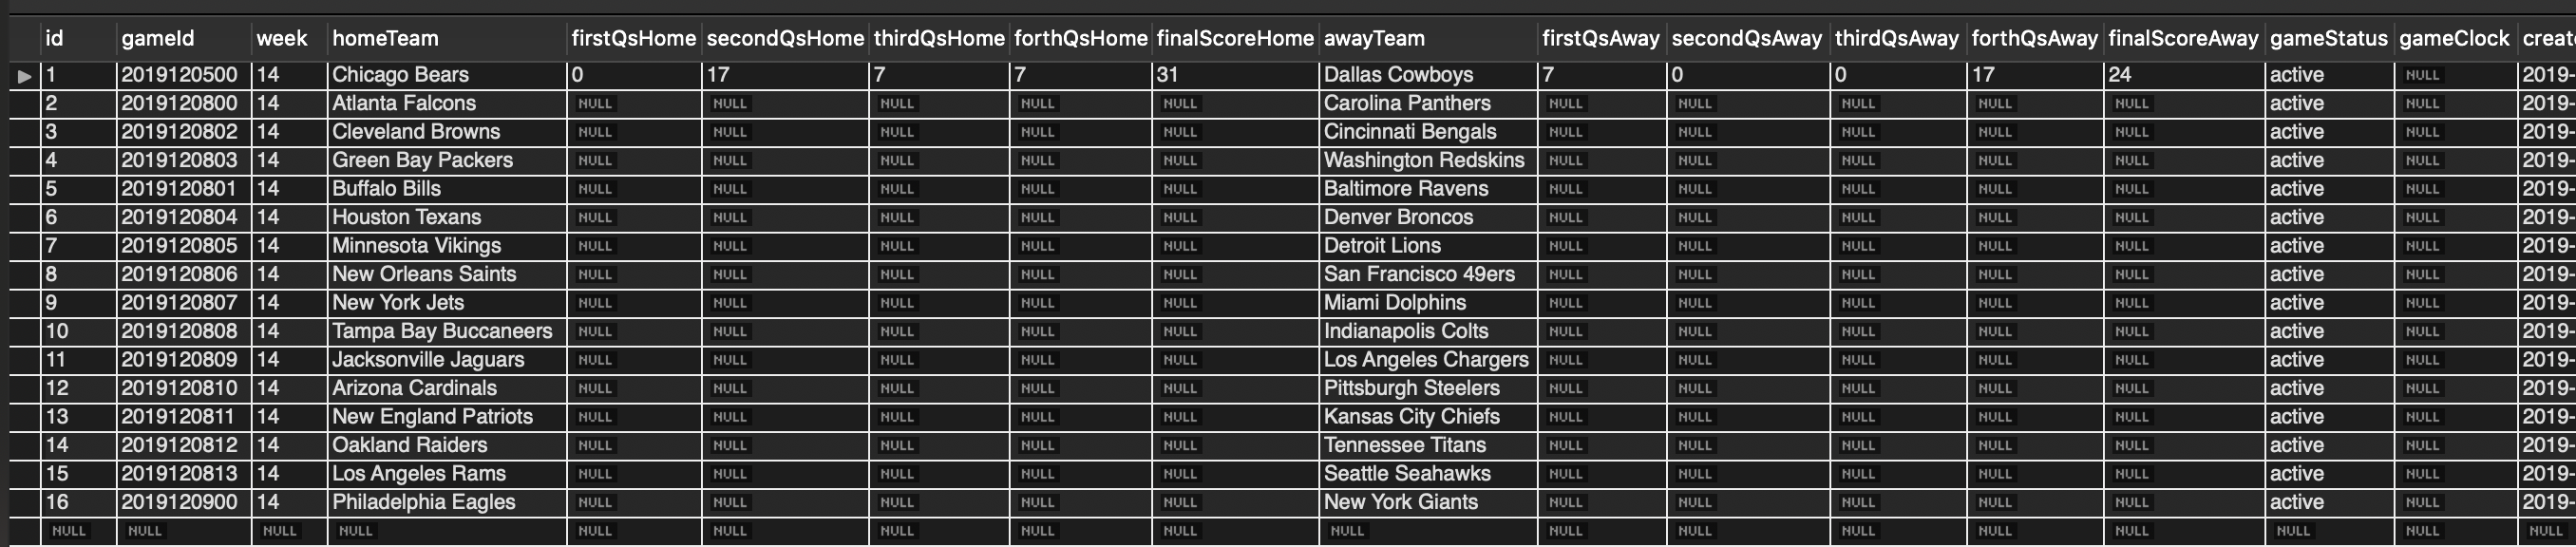 id gameId week homeTeam firstQsHome secondQsHome thirdQsHome forthQsHome finalScoreHome awayTeam firstQsAway secondQsAway thirdQsAway forthQsAway finalScoreAway gameStatus gameClock create
1 2019120500 14 Chicago Bears 0 17 7 7 31 Dallas Cowboys 7 0 0 17 24 active NULL 2019-
2 2019120800 14 Atlanta Falcons NULL NULL NULL NULL NULL Carolina Panthers NULL NULL NULL NULL NULL active NULL 2019-
3 2019120802 14 Cleveland Browns NULL NULL NULL NULL NULL Cincinnati Bengals NULL NULL NULL NULL NULL active NULL 2019-
4 2019120803 14 Green Bay Packers NULL NULL NULL NULL NULL Washington Redskins NULL NULL NULL NULL NULL active NULL 2019-
5 2019120801 14 Buffalo Bills NULL NULL NULL NULL NULL Baltimore Ravens NULL NULL NULL NULL NULL active NULL 2019-
6 2019120804 14 Houston Texans NULL NULL NULL NULL NULL Denver Broncos NULL NULL NULL NULL NULL active NULL 2019-
7 2019120805 14 Minnesota Vikings NULL NULL NULL NULL NULL Detroit Lions NULL NULL NULL NULL NULL active NULL 2019-
8 2019120806 14 New Orleans Saints NULL NULL NULL NULL NULL San Francisco 49ers NULL NULL NULL NULL NULL active NULL 2019-
9 2019120807 14 New York Jets NULL NULL NULL NULL NULL Miami Dolphins NULL NULL NULL NULL NULL active NULL 2019-
10 2019120808 14 Tampa Bay Buccaneers NULL NULL NULL NULL NULL Indianapolis Colts NULL NULL NULL NULL NULL active NULL 2019-
11 2019120809 14 Jacksonville Jaguars NULL NULL NULL NULL NULL Los Angeles Chargers NULL NULL NULL NULL NULL active NULL 2019-
12 2019120810 14 Arizona Cardinals NULL NULL NULL NULL NULL Pittsburgh Steelers NULL NULL NULL NULL NULL active NULL 2019-
13 2019120811 14 New England Patriots NULL NULL NULL NULL NULL Kansas City Chiefs NULL NULL NULL NULL NULL active NULL 2019-
14 2019120812 14 Oakland Raiders NULL NULL NULL NULL NULL Tennessee Titans NULL NULL NULL NULL NULL active NULL 2019-
15 2019120813 14 Los Angeles Rams NULL NULL NULL NULL NULL Seattle Seahawks NULL NULL NULL NULL NULL active NULL 2019-
16 2019120900 14 Philadelphia Eagles NULL NULL NULL NULL NULL New York Giants NULL NULL NULL NULL NULL active NULL 2019-
NULL NULL NULL NULL NULL NULL NULL NULL NULL NULL NULL NULL NULL NULL NULL NULL NULL NULL